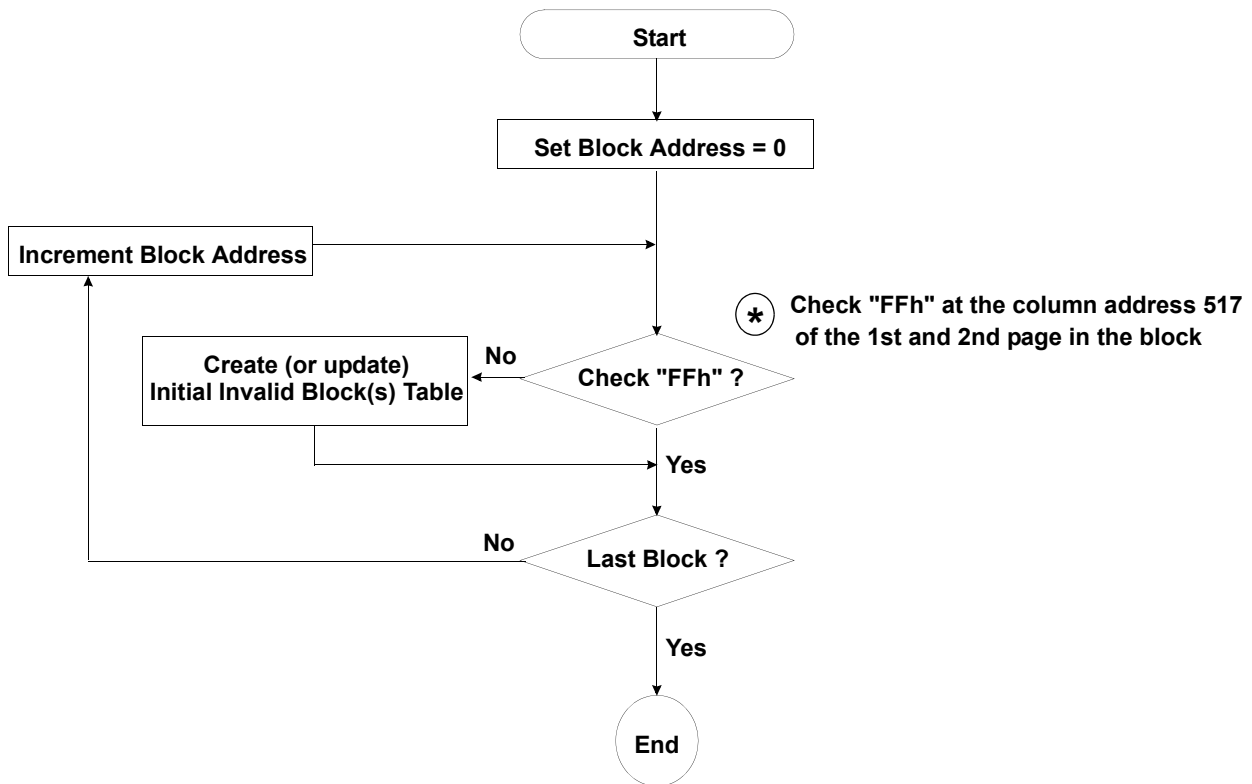 Start
Set Block Address = 0
Increment Block Address
* Check "FFh" at the column address 517
of the 1st and 2nd page in the block
Create (or update)
Initial Invalid Block(s) Table
No
Check "FFh" ?
Yes
No
Last Block ?
Yes
End